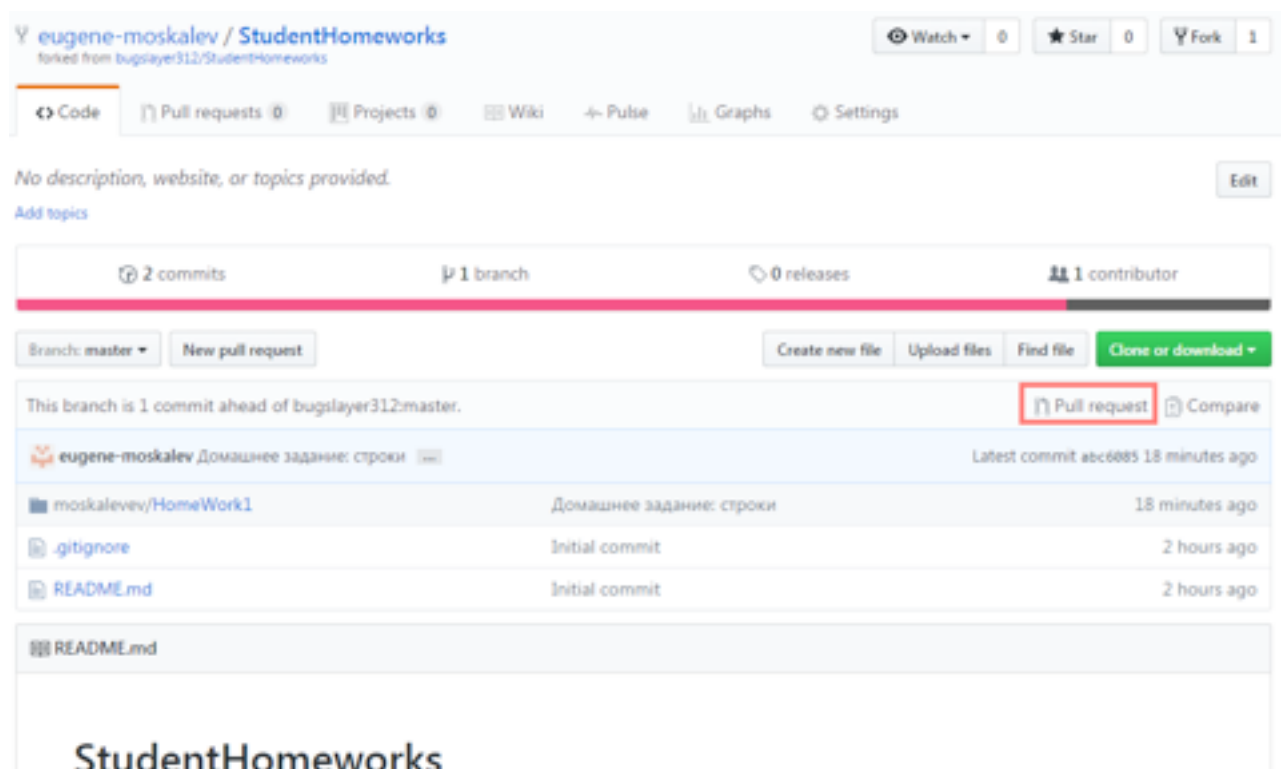 eugene-moskalev / StudentHomeworks
forked from bugslayer312/StudentHomeworks
Watch 0 Star 0 Fork 1
Code Pull requests 0 Projects 0 Wiki Pulse Graphs Settings
No description, website, or topics provided. Edit
Add topics
2 commits 1 branch 0 releases 1 contributor
Branch: master New pull request Create new file Upload files Find file Clone or download
This branch is 1 commit ahead of bugslayer312:master. Pull request Compare
eugene-moskalev Домашнее задание: строки ... Latest commit abc6085 18 minutes ago
moskalevev/HomeWork1 Домашнее задание: строки 18 minutes ago
.gitignore Initial commit 2 hours ago
README.md Initial commit 2 hours ago
README.md
StudentHomeworks